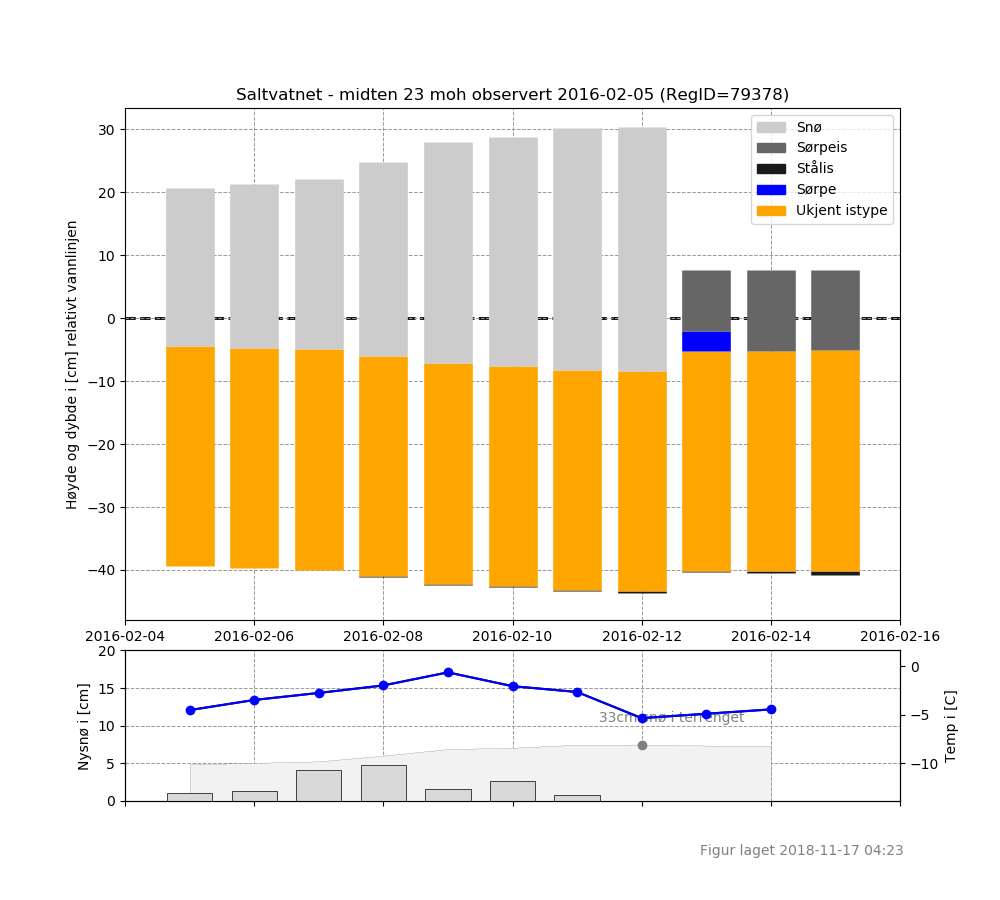 Saltvatnet - midten 23 moh observert 2016-02-05 (RegID=79378)
Høyde og dybde i [cm] relativt vannlinjen
30
20
10
0
−10
−20
−30
−40
Snø
Sørpeis
Stålis
Sørpe
Ukjent istype
2016-02-04 2016-02-06 2016-02-08 2016-02-10 2016-02-12 2016-02-14 2016-02-16
Nysnø i [cm]
20
15
10
5
0
33cm snø i terrenget
0
−5
−10
Temp i [C]
Figur laget 2018-11-17 04:23